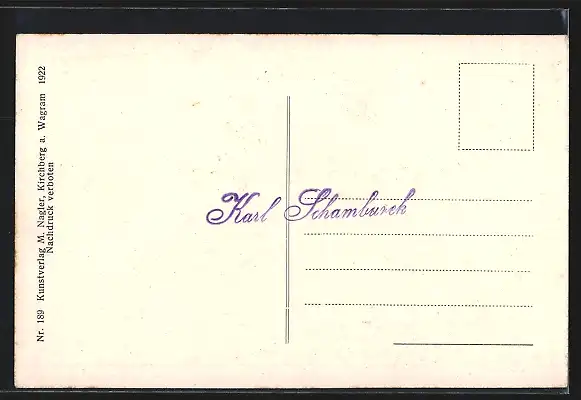 Nr. 189 Kunstverlag M. Nagler, Kirchberg a. Wagram 1922
Nachdruck verboten
Karl Schamburek